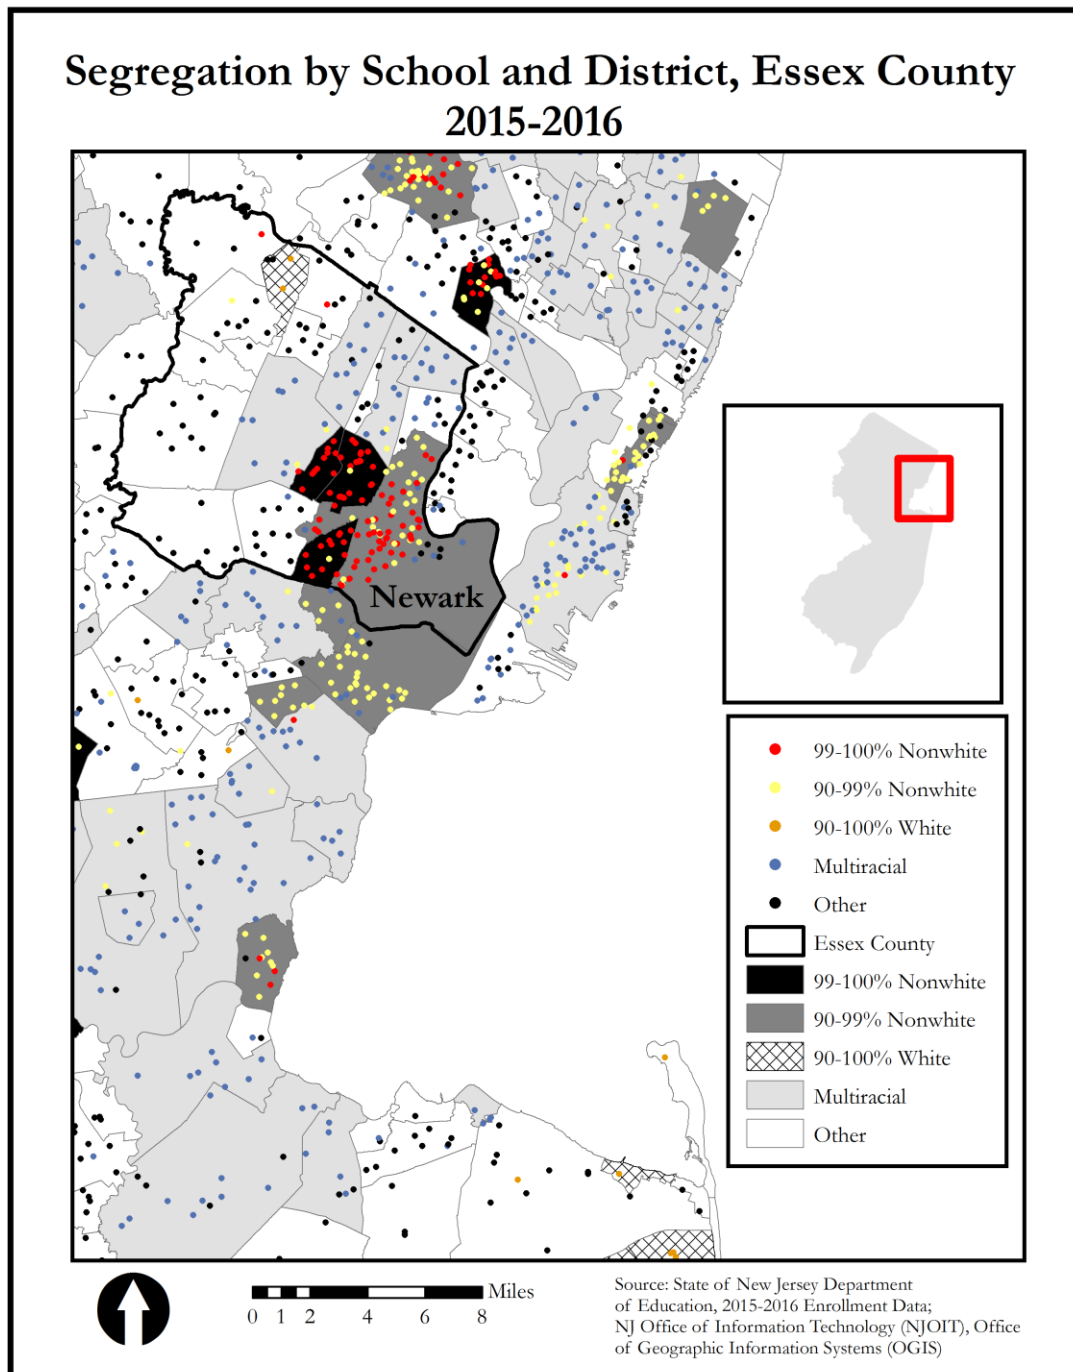 Segregation by School and District, Essex County
2015-2016
Newark
99-100% Nonwhite
90-99% Nonwhite
90-100% White
Multiracial
Other
Essex County
99-100% Nonwhite
90-99% Nonwhite
90-100% White
Multiracial
Other
Miles
0 1 2 4 6 8
Source: State of New Jersey Department
of Education, 2015-2016 Enrollment Data;
NJ Office of Information Technology (NJOIT), Office
of Geographic Information Systems (OGIS)